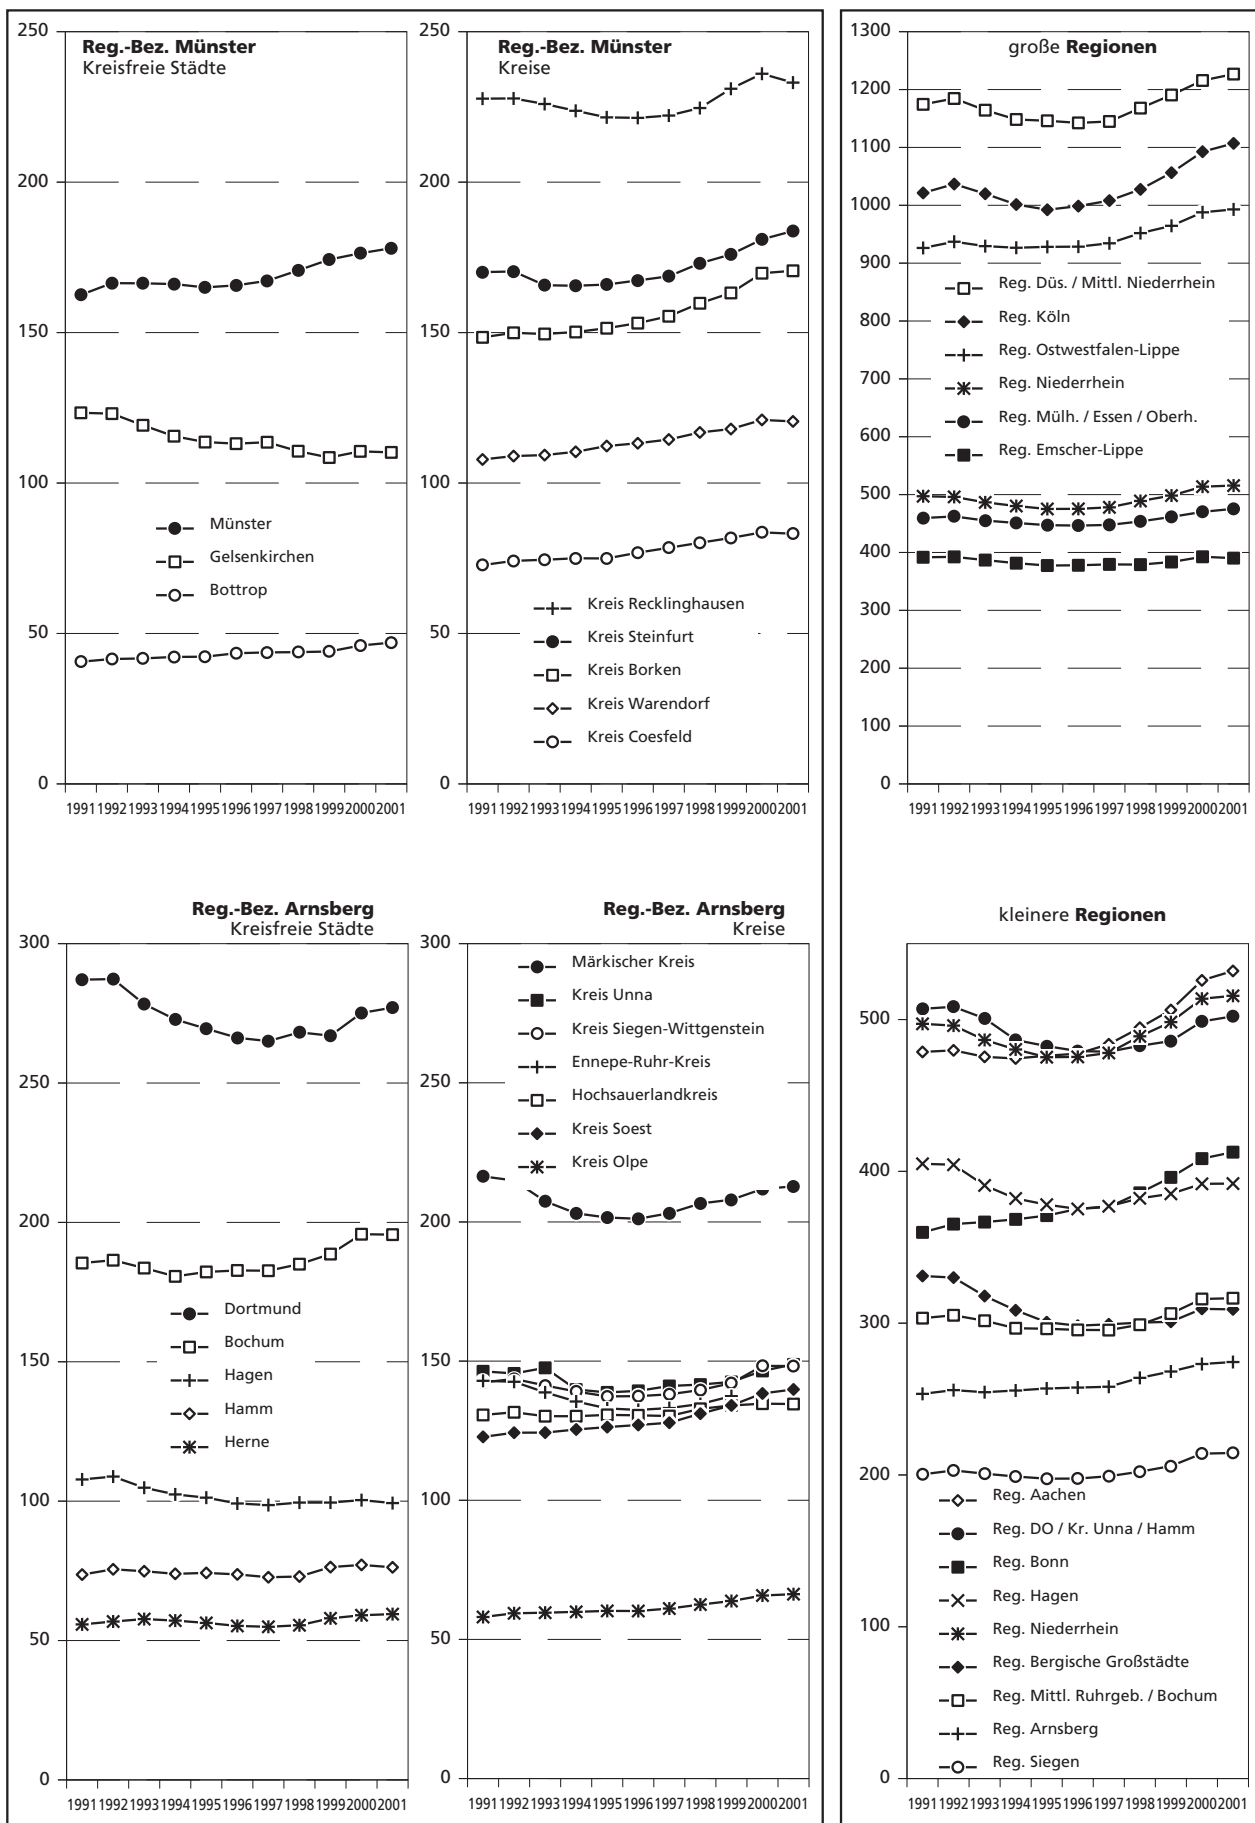 Reg.-Bez. Münster
Kreisfreie Städte
250
200
150
100
50
0
Münster
Gelsenkirchen
Bottrop
1991 1992 1993 1994 1995 1996 1997 1998 1999 2000 2001
Reg.-Bez. Münster
Kreise
250
200
150
100
50
0
Kreis Recklinghausen
Kreis Steinfurt
Kreis Borken
Kreis Warendorf
Kreis Coesfeld
1991 1992 1993 1994 1995 1996 1997 1998 1999 2000 2001
große Regionen
1300
1200
1100
1000
900
800
700
600
500
400
300
200
100
0
Reg. Düs. / Mittl. Niederrhein
Reg. Köln
Reg. Ostwestfalen-Lippe
Reg. Niederrhein
Reg. Mülh. / Essen / Oberh.
Reg. Emscher-Lippe
1991 1992 1993 1994 1995 1996 1997 1998 1999 2000 2001
Reg.-Bez. Arnsberg
Kreisfreie Städte
300
250
200
150
100
50
0
Dortmund
Bochum
Hagen
Hamm
Herne
1991 1992 1993 1994 1995 1996 1997 1998 1999 2000 2001
Reg.-Bez. Arnsberg
Kreise
300
250
200
150
100
50
0
Märkischer Kreis
Kreis Unna
Kreis Siegen-Wittgenstein
Ennepe-Ruhr-Kreis
Hochsauerlandkreis
Kreis Soest
Kreis Olpe
1991 1992 1993 1994 1995 1996 1997 1998 1999 2000 2001
kleinere Regionen
500
400
300
200
100
0
Reg. Aachen
Reg. DO / Kr. Unna / Hamm
Reg. Bonn
Reg. Hagen
Reg. Niederrhein
Reg. Bergische Großstädte
Reg. Mittl. Ruhrgeb. / Bochum
Reg. Arnsberg
Reg. Siegen
1991 1992 1993 1994 1995 1996 1997 1998 1999 2000 2001